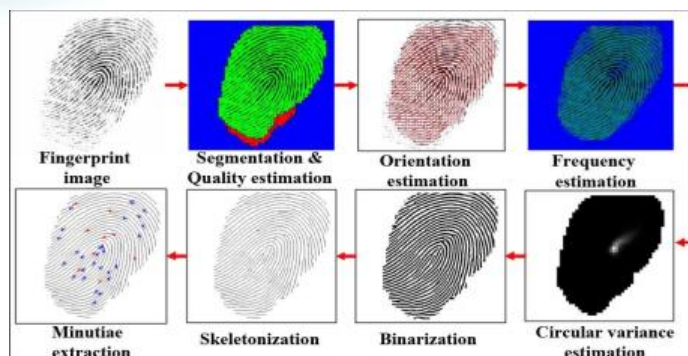 Fingerprint
image
Segmentation &
Quality estimation
Orientation
estimation
Frequency
estimation
Minutiae
extraction
Skeletonization
Binarization
Circular variance
estimation